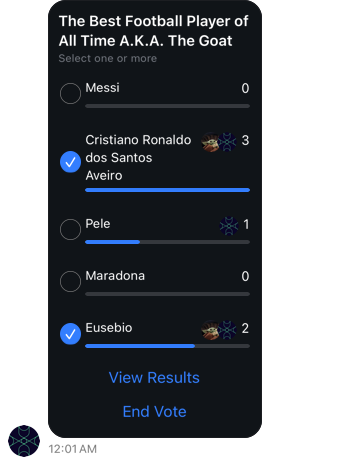 The Best Football Player of
All Time A.K.A. The Goat
Select one or more
Messi 0
Cristiano Ronaldo 3
dos Santos
Aveiro
Pele 1
Maradona 0
Eusebio 2
View Results
End Vote
12:01 AM